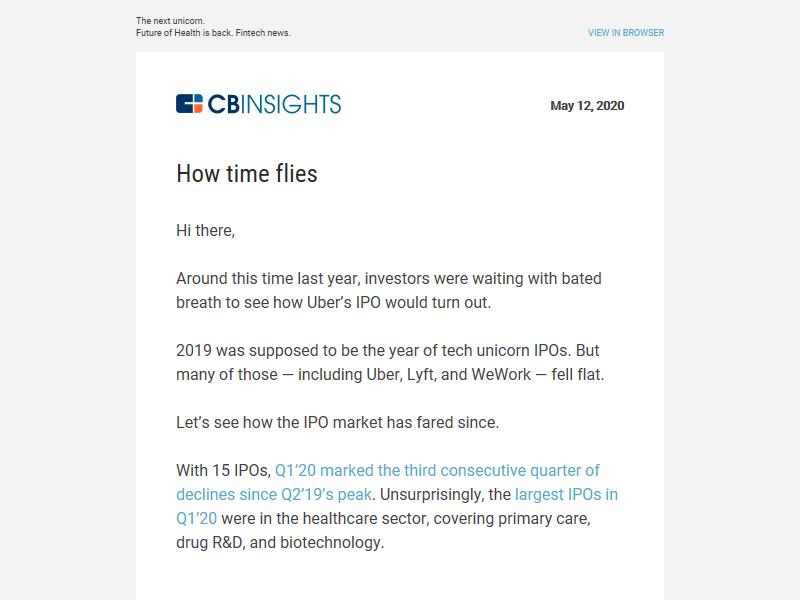 The next unicorn.
Future of Health is back. Fintech news.
VIEW IN BROWSER
CBINSIGHTS
May 12, 2020
How time flies
Hi there,
Around this time last year, investors were waiting with bated
breath to see how Uber’s IPO would turn out.
2019 was supposed to be the year of tech unicorn IPOs. But
many of those — including Uber, Lyft, and WeWork — fell flat.
Let’s see how the IPO market has fared since.
With 15 IPOs, Q1’20 marked the third consecutive quarter of
declines since Q2’19’s peak. Unsurprisingly, the largest IPOs in
Q1’20 were in the healthcare sector, covering primary care,
drug R&D, and biotechnology.